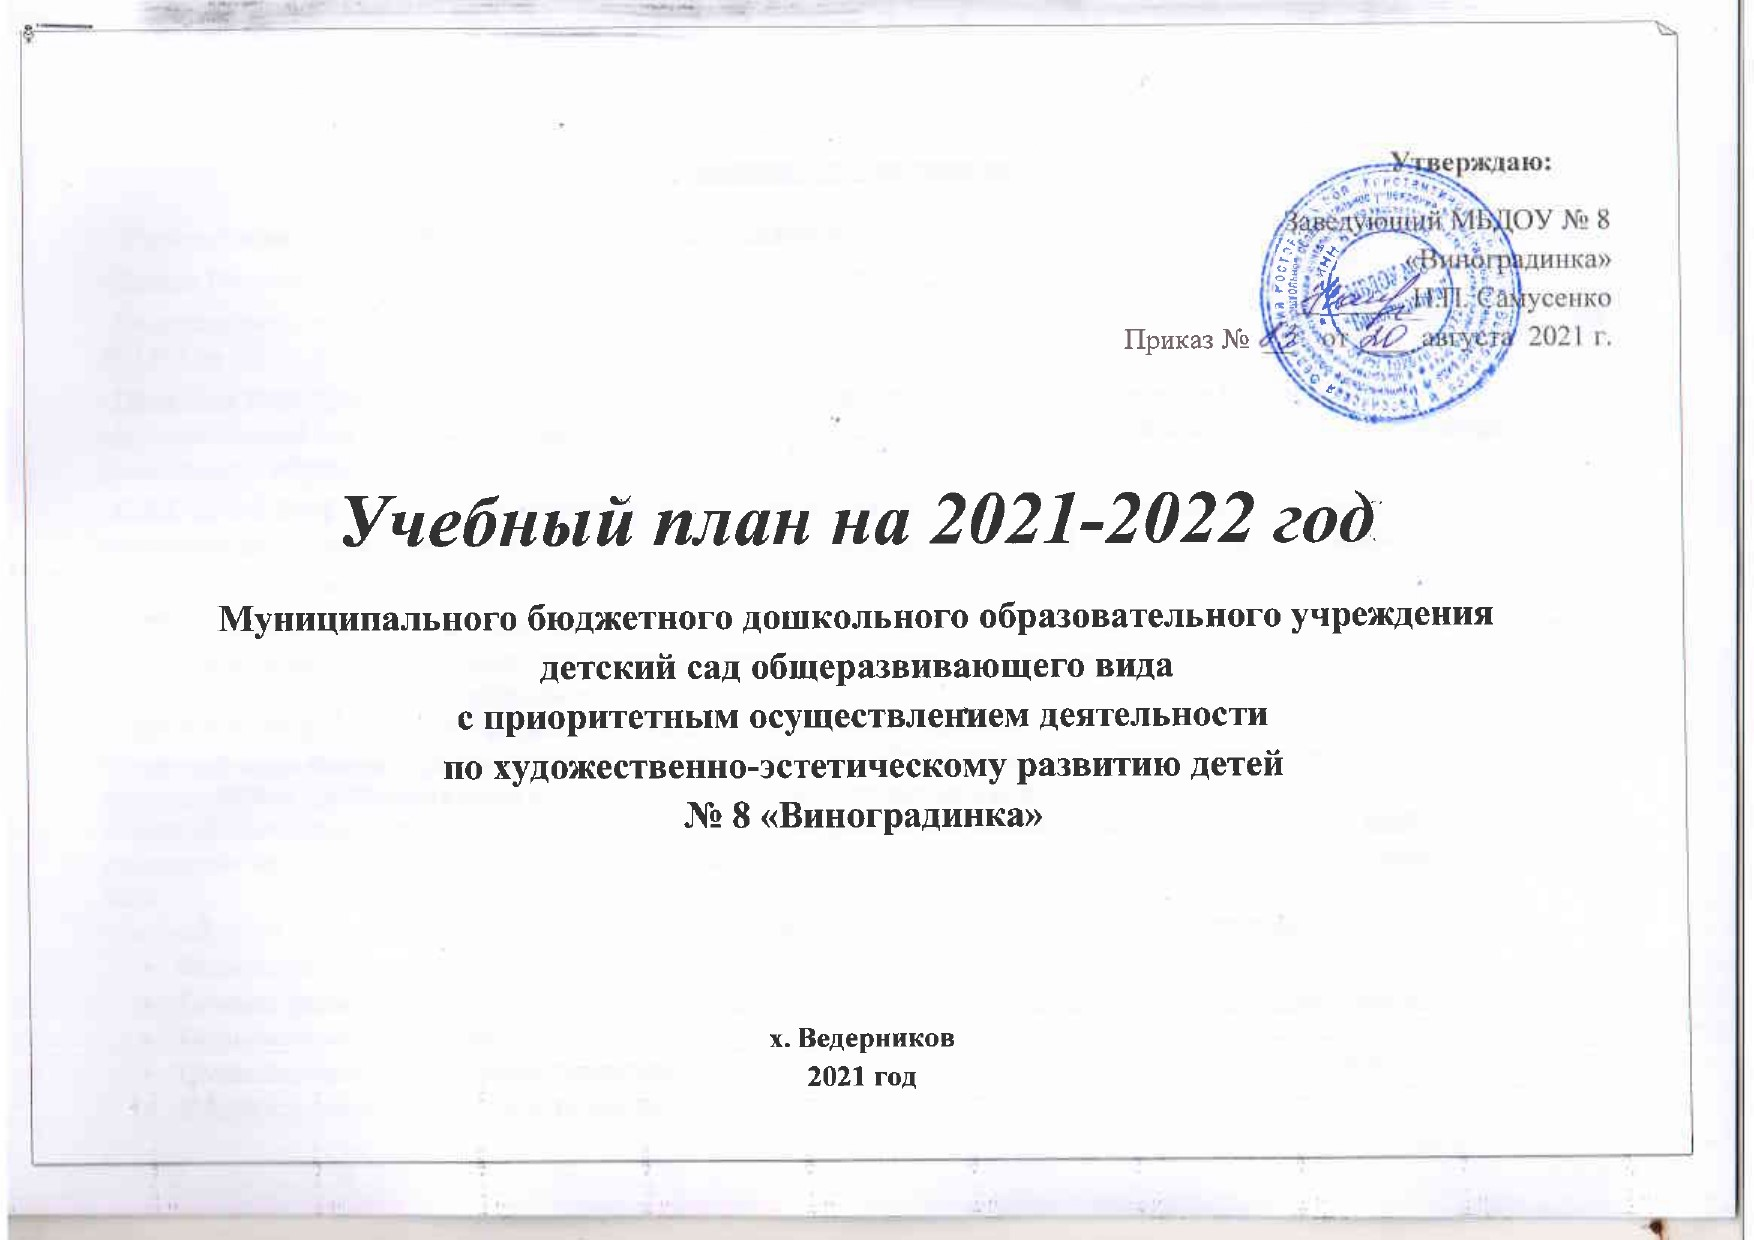 Утверждаю:
Заведующий МБДОУ № 8
«Виноградинка»
Н.П. Самусенко
Приказ № от 20 августа 2021 г.
Учебный план на 2021-2022 год
Муниципального бюджетного дошкольного образовательного учреждения
детский сад общеразвивающего вида
с приоритетным осуществлением деятельности
по художественно-эстетическому развитию детей
№ 8 «Виноградинка»
х. Ведерников
2021 год